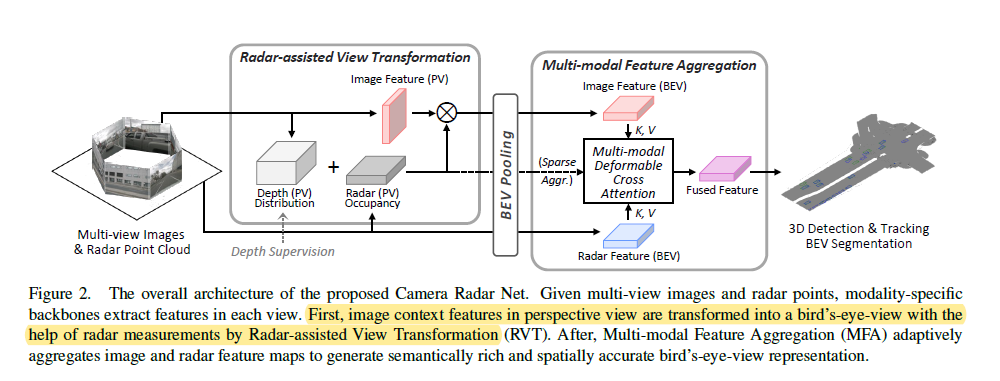 Radar-assisted View Transformation
Image Feature (PV)
Depth (PV)
Distribution
+
Radar (PV)
Occupancy
Depth Supervision
Multi-view Images
& Radar Point Cloud
BEV Pooling
Multi-modal Feature Aggregation
Image Feature (BEV)
K, V
(Sparse
Aggr.)
Multi-modal
Deformable
Cross
Attention
Fused Feature
K, V
Radar Feature (BEV)
3D Detection & Tracking
BEV Segmentation
Figure 2. The overall architecture of the proposed Camera Radar Net. Given multi-view images and radar points, modality-specific
backbones extract features in each view. First, image context features in perspective view are transformed into a bird's-eye-view with the
help of radar measurements by Radar-assisted View Transformation (RVT). After, Multi-modal Feature Aggregation (MFA) adaptively
aggregates image and radar feature maps to generate semantically rich and spatially accurate bird's-eye-view representation.